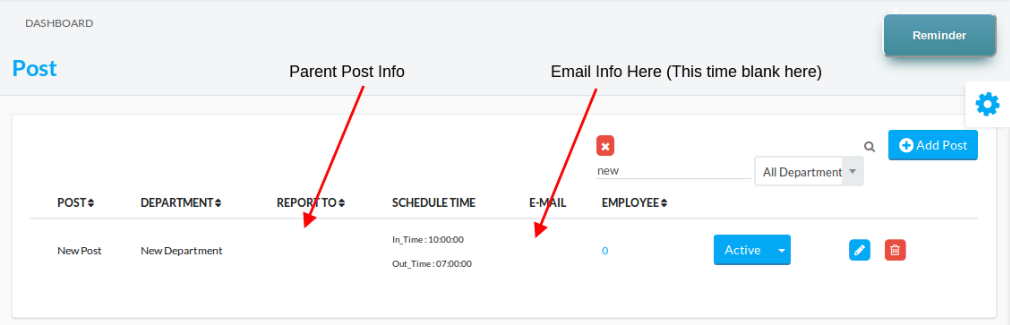 DASHBOARD
Reminder
Post
Parent Post Info
Email Info Here (This time blank here)
Add Post
new
All Department
POST
DEPARTMENT
REPORT TO
SCHEDULE TIME
E-MAIL
EMPLOYEE
New Post
New Department
In_Time : 10:00:00
Out_Time : 07:00:00
0
Active